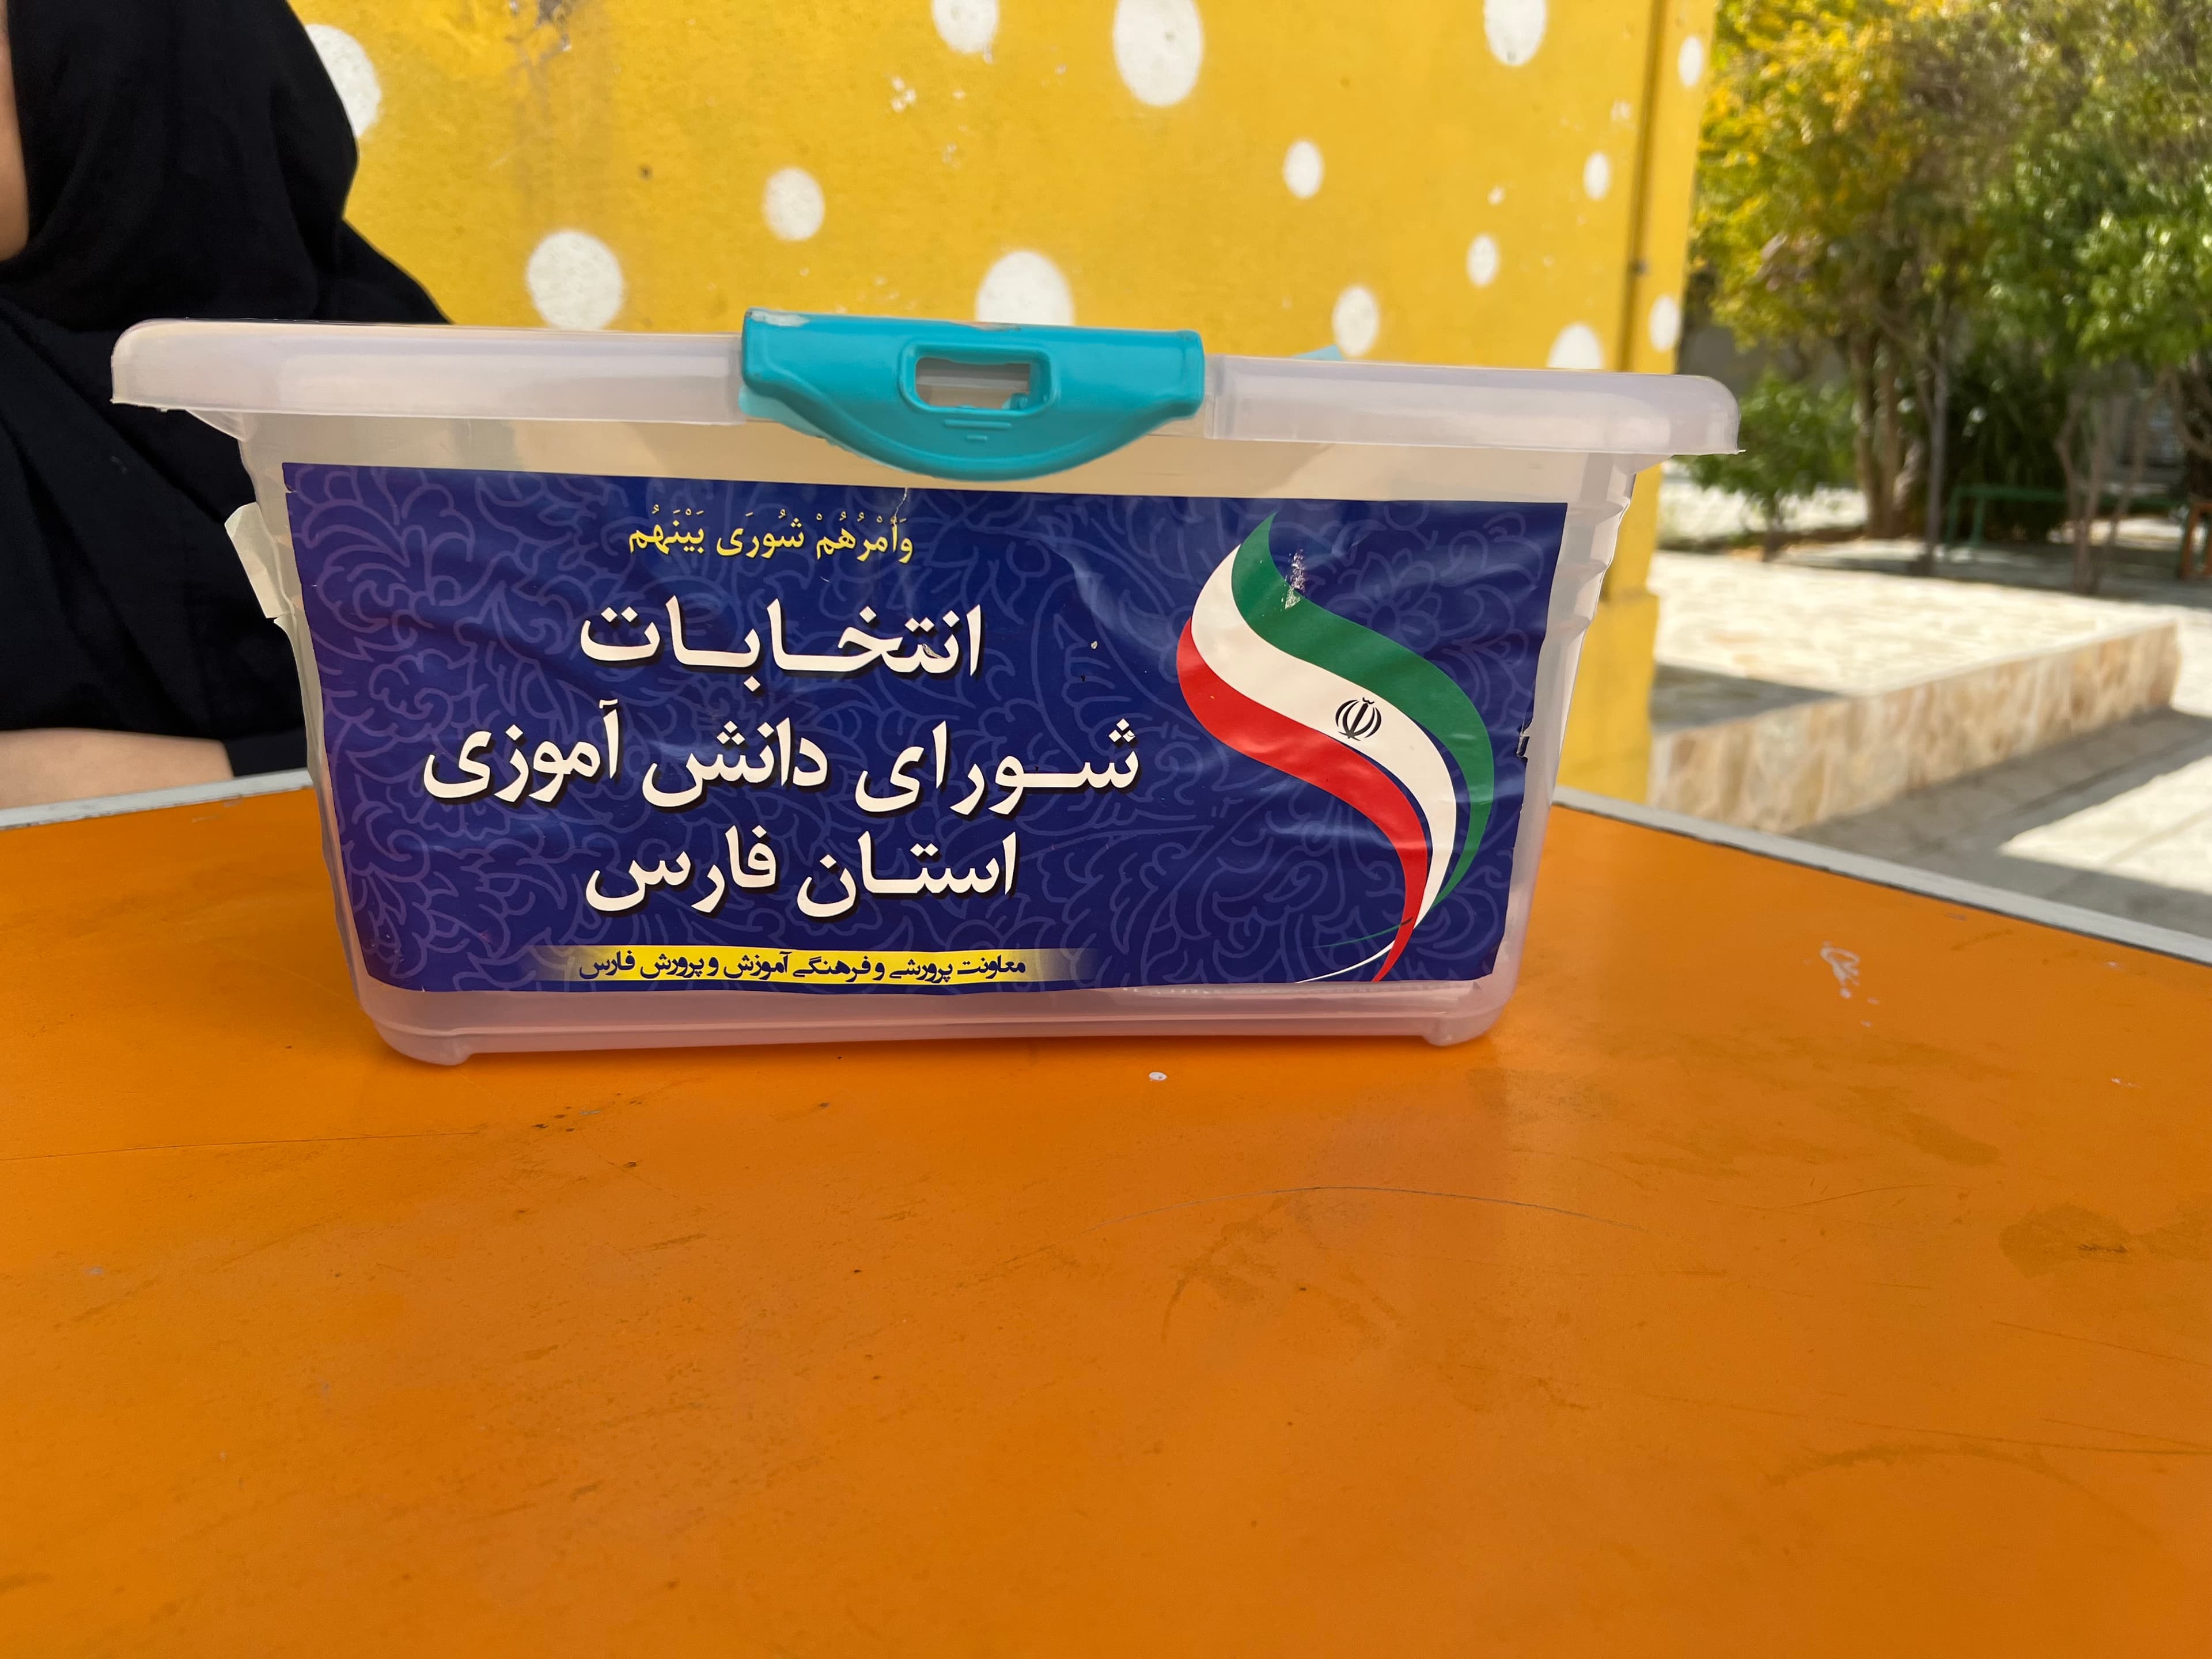 وَأَمْرُهُمْ شُورَى بَيْنَهُم
انتخابات
شورای دانش آموزی
استان فارس
معاونت پرورشی و فرهنگی آموزش و پرورش فارس